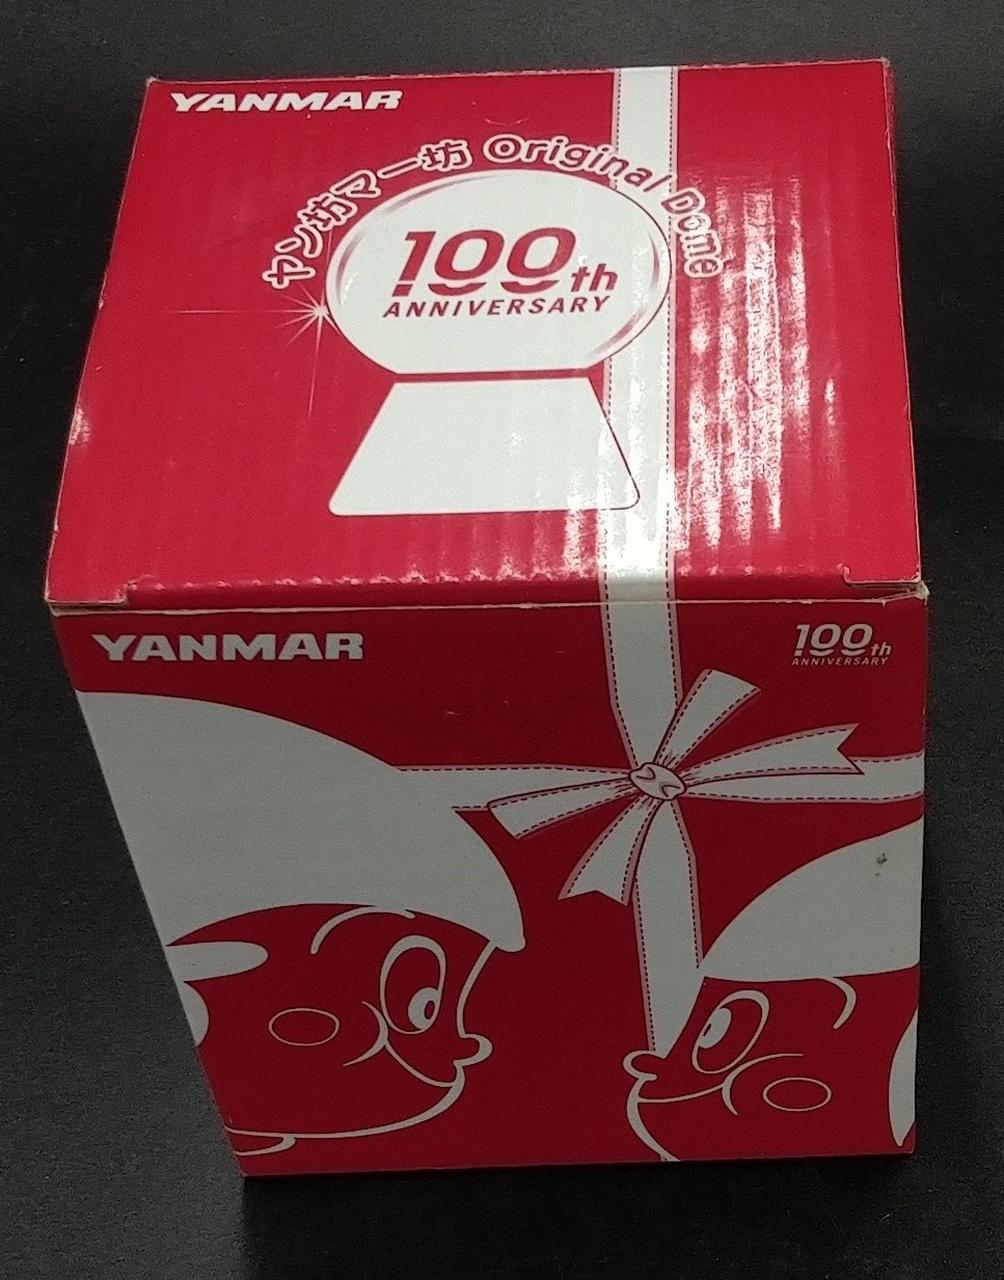 YANMAR
ヤン坊マー坊 Original Dome
100th
ANNIVERSARY
YANMAR
100th
ANNIVERSARY